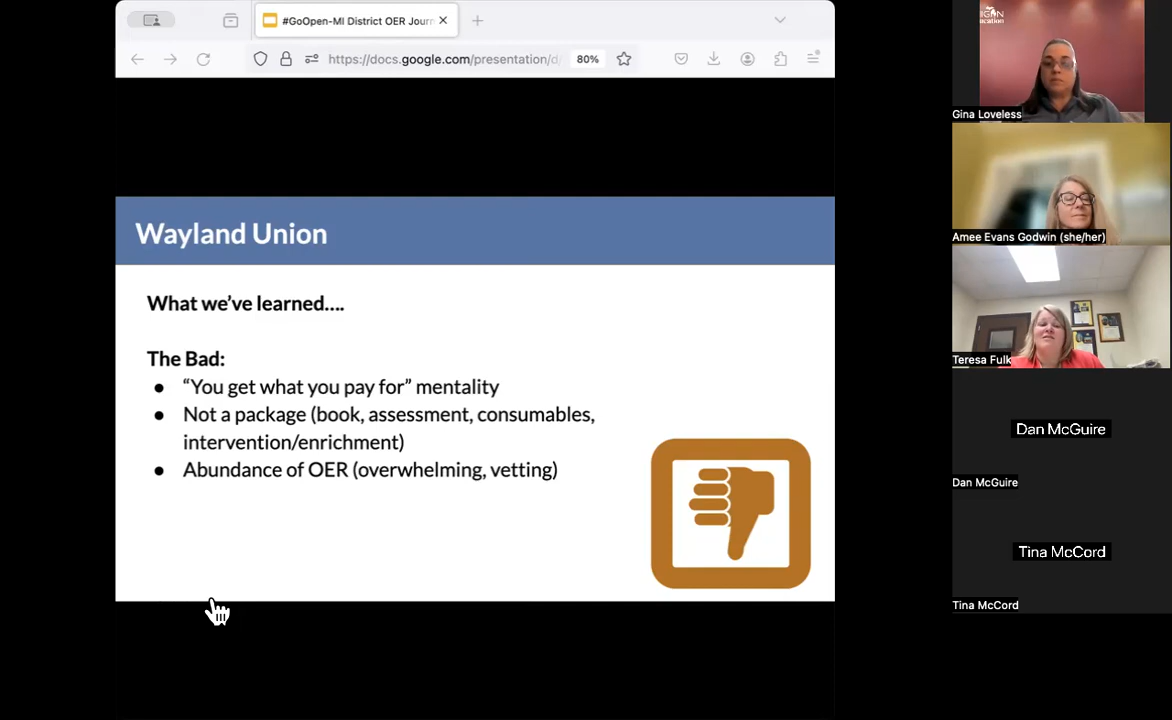 #GoOpen-MI District OER Journ
https://docs.google.com/presentation/d/
80%
Wayland Union
What we’ve learned....
The Bad:
● “You get what you pay for” mentality
● Not a package (book, assessment, consumables,
intervention/enrichment)
● Abundance of OER (overwhelming, vetting)
Gina Loveless
Amee Evans Godwin (she/her)
Teresa Fulk
Dan McGuire
Dan McGuire
Tina McCord
Tina McCord